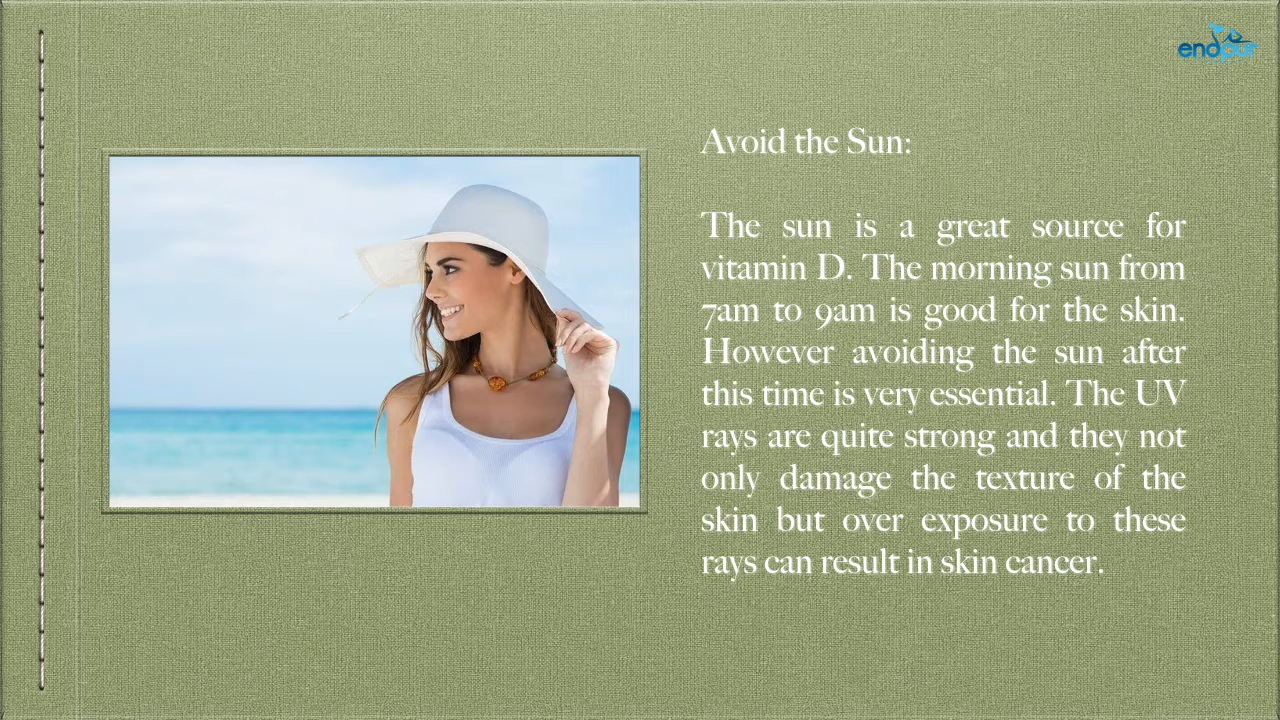 endpur
Avoid the Sun:
The sun is a great source for
vitamin D. The morning sun from
7am to 9am is good for the skin.
However avoiding the sun after
this time is very essential. The UV
rays are quite strong and they not
only damage the texture of the
skin but over exposure to these
rays can result in skin cancer.